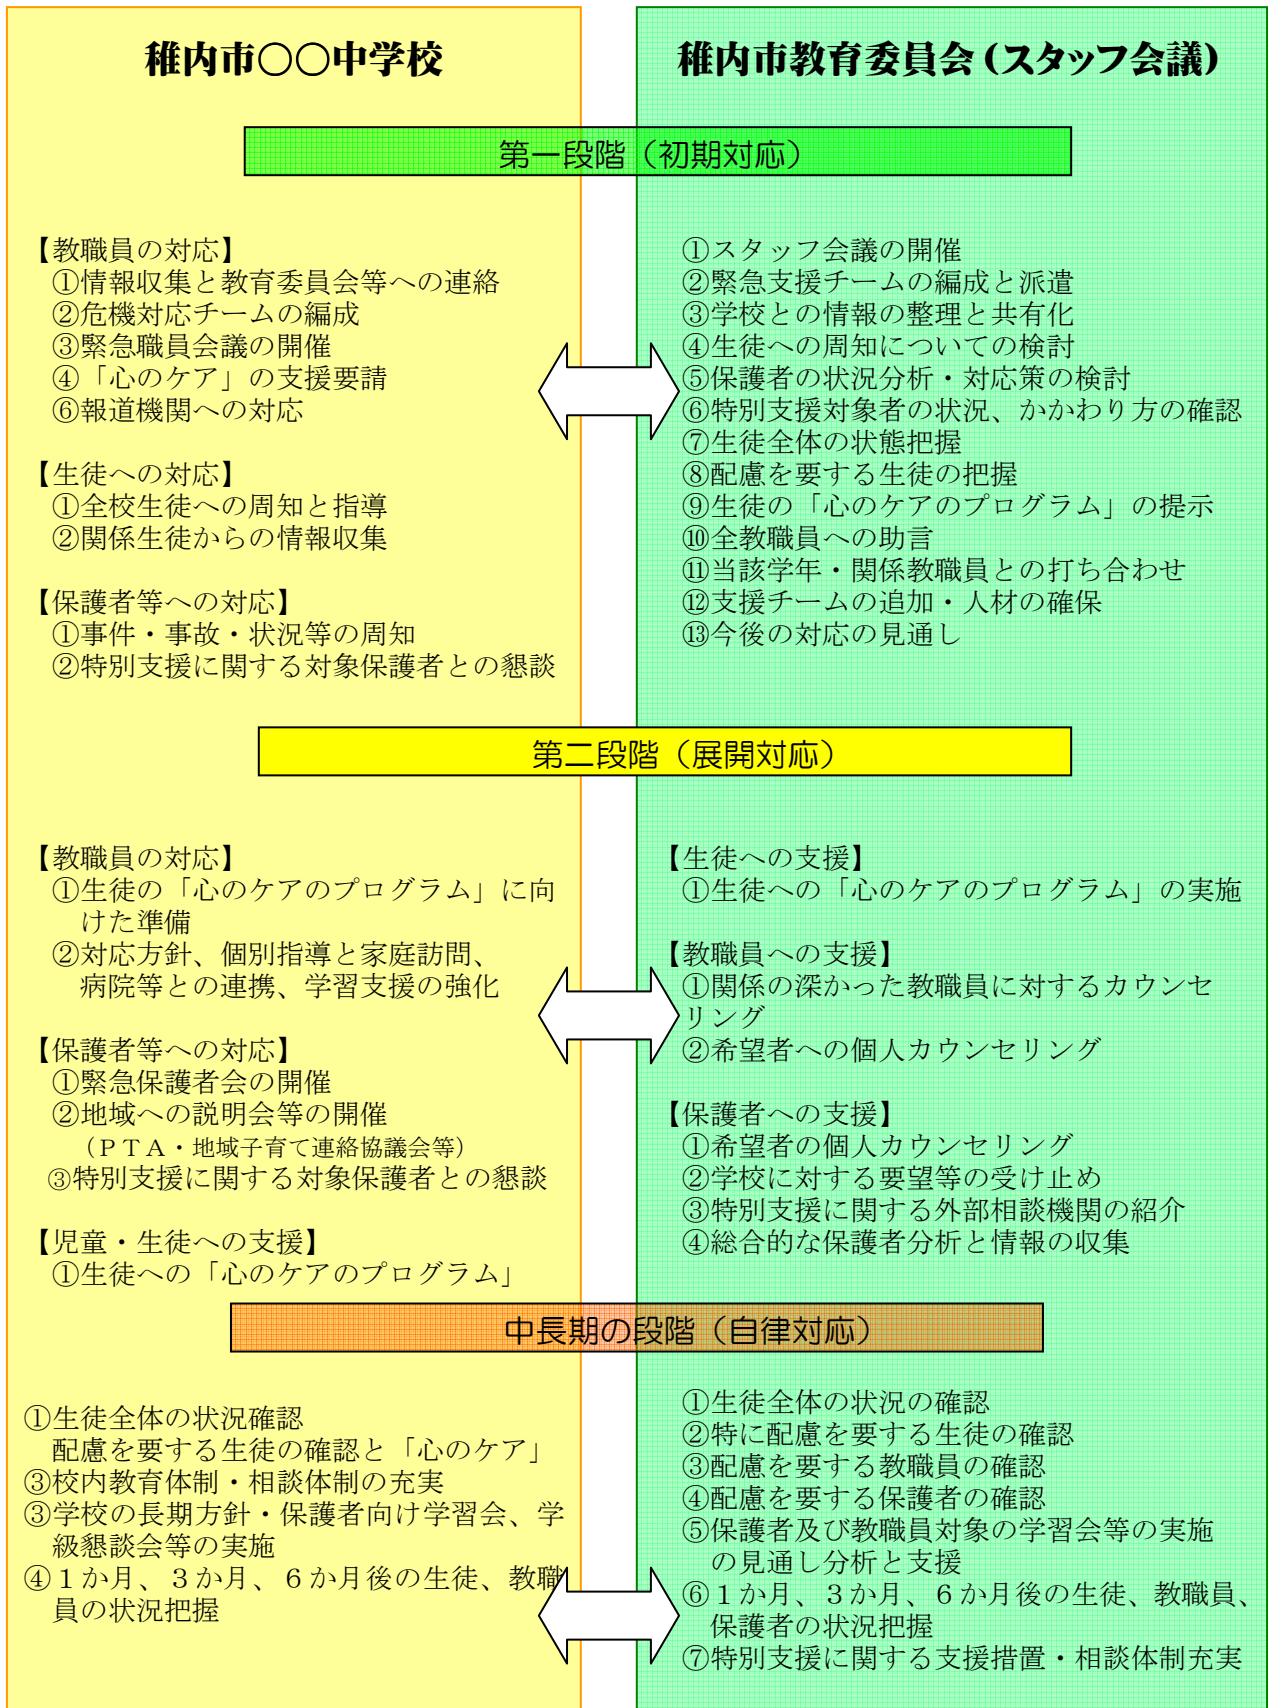 稚内市〇〇中学校
稚内市教育委員会(スタッフ会議)
第一段階（初期対応）
【教職員の対応】
①情報収集と教育委員会等への連絡
②危機対応チームの編成
③緊急職員会議の開催
④「心のケア」の支援要請
⑥報道機関への対応
【生徒への対応】
①全校生徒への周知と指導
②関係生徒からの情報収集
【保護者等への対応】
①事件・事故・状況等の周知
②特別支援に関する対象保護者との懇談
①スタッフ会議の開催
②緊急支援チームの編成と派遣
③学校との情報の整理と共有化
④生徒への周知についての検討
⑤保護者の状況分析・対応策の検討
⑥特別支援対象者の状況、かかわり方の確認
⑦生徒全体の状態把握
⑧配慮を要する生徒の把握
⑨生徒の「心のケアのプログラム」の提示
⑩全教職員への助言
⑪当該学年・関係教職員との打ち合わせ
⑫支援チームの追加・人材の確保
⑬今後の対応の見通し
第二段階（展開対応）
【教職員の対応】
①生徒の「心のケアのプログラム」に向
けた準備
②対応方針、個別指導と家庭訪問、
病院等との連携、学習支援の強化
【保護者等への対応】
①緊急保護者会の開催
②地域への説明会等の開催
（ＰＴＡ・地域子育て連絡協議会等）
③特別支援に関する対象保護者との懇談
【児童・生徒への支援】
①生徒への「心のケアのプログラム」
【生徒への支援】
①生徒への「心のケアのプログラム」の実施
【教職員への支援】
①関係の深かった教職員に対するカウンセ
リング
②希望者への個人カウンセリング
【保護者への支援】
①希望者の個人カウンセリング
②学校に対する要望等の受け止め
③特別支援に関する外部相談機関の紹介
④総合的な保護者分析と情報の収集
中長期の段階（自律対応）
①生徒全体の状況確認
配慮を要する生徒の確認と「心のケア」
③校内教育体制・相談体制の充実
③学校の長期方針・保護者向け学習会、学
級懇談会等の実施
④１か月、３か月、６か月後の生徒、教職
員の状況把握
①生徒全体の状況の確認
②特に配慮を要する生徒の確認
③配慮を要する教職員の確認
④配慮を要する保護者の確認
⑤保護者及び教職員対象の学習会等の実施
の見通し分析と支援
⑥１か月、３か月、６か月後の生徒、教職員、
保護者の状況把握
⑦特別支援に関する支援措置・相談体制充実